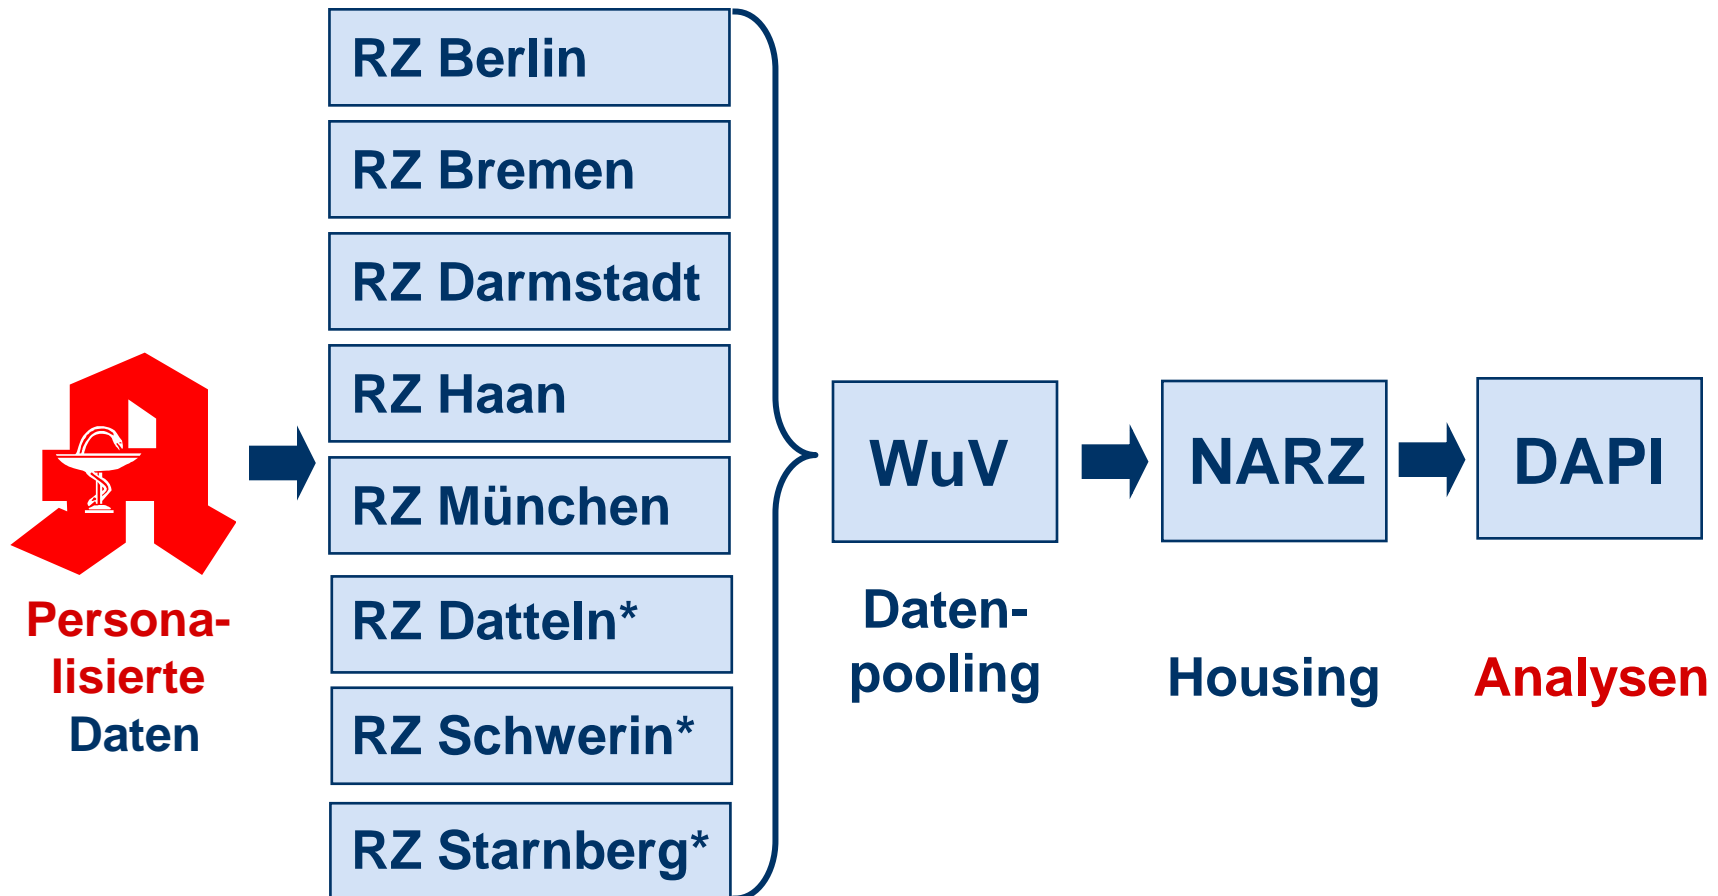 RZ Berlin
RZ Bremen
RZ Darmstadt
RZ Haan
RZ München
RZ Datteln*
RZ Schwerin*
RZ Starnberg*
Persona-
lisierte
Daten
WuV
Daten-
pooling
NARZ
Housing
DAPI
Analysen